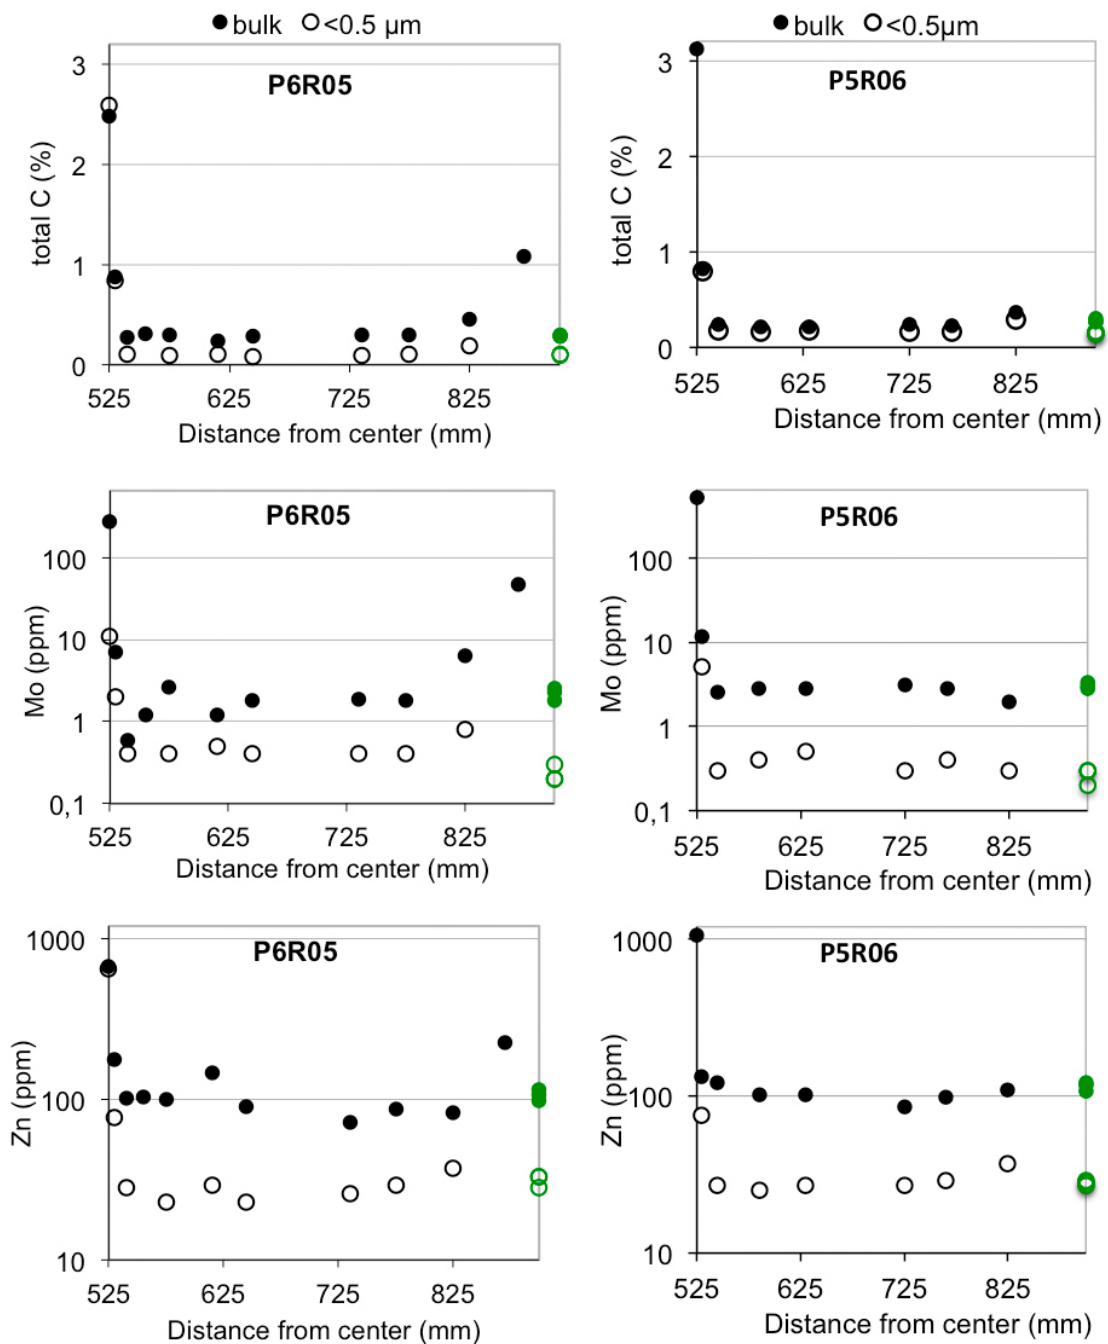 bulk <0.5 µm
P6R05
3
2
1
0
total C (%)
525 625 725 825
Distance from center (mm)
bulk <0.5µm
P5R06
3
2
1
0
total C (%)
525 625 725 825
Distance from center (mm)
P6R05
100
10
1
0,1
Mo (ppm)
525 625 725 825
Distance from center (mm)
P5R06
100
10
1
0,1
Mo (ppm)
525 625 725 825
Distance from center (mm)
P6R05
1000
100
10
Zn (ppm)
525 625 725 825
Distance from center (mm)
P5R06
1000
100
10
Zn (ppm)
525 625 725 825
Distance from center (mm)